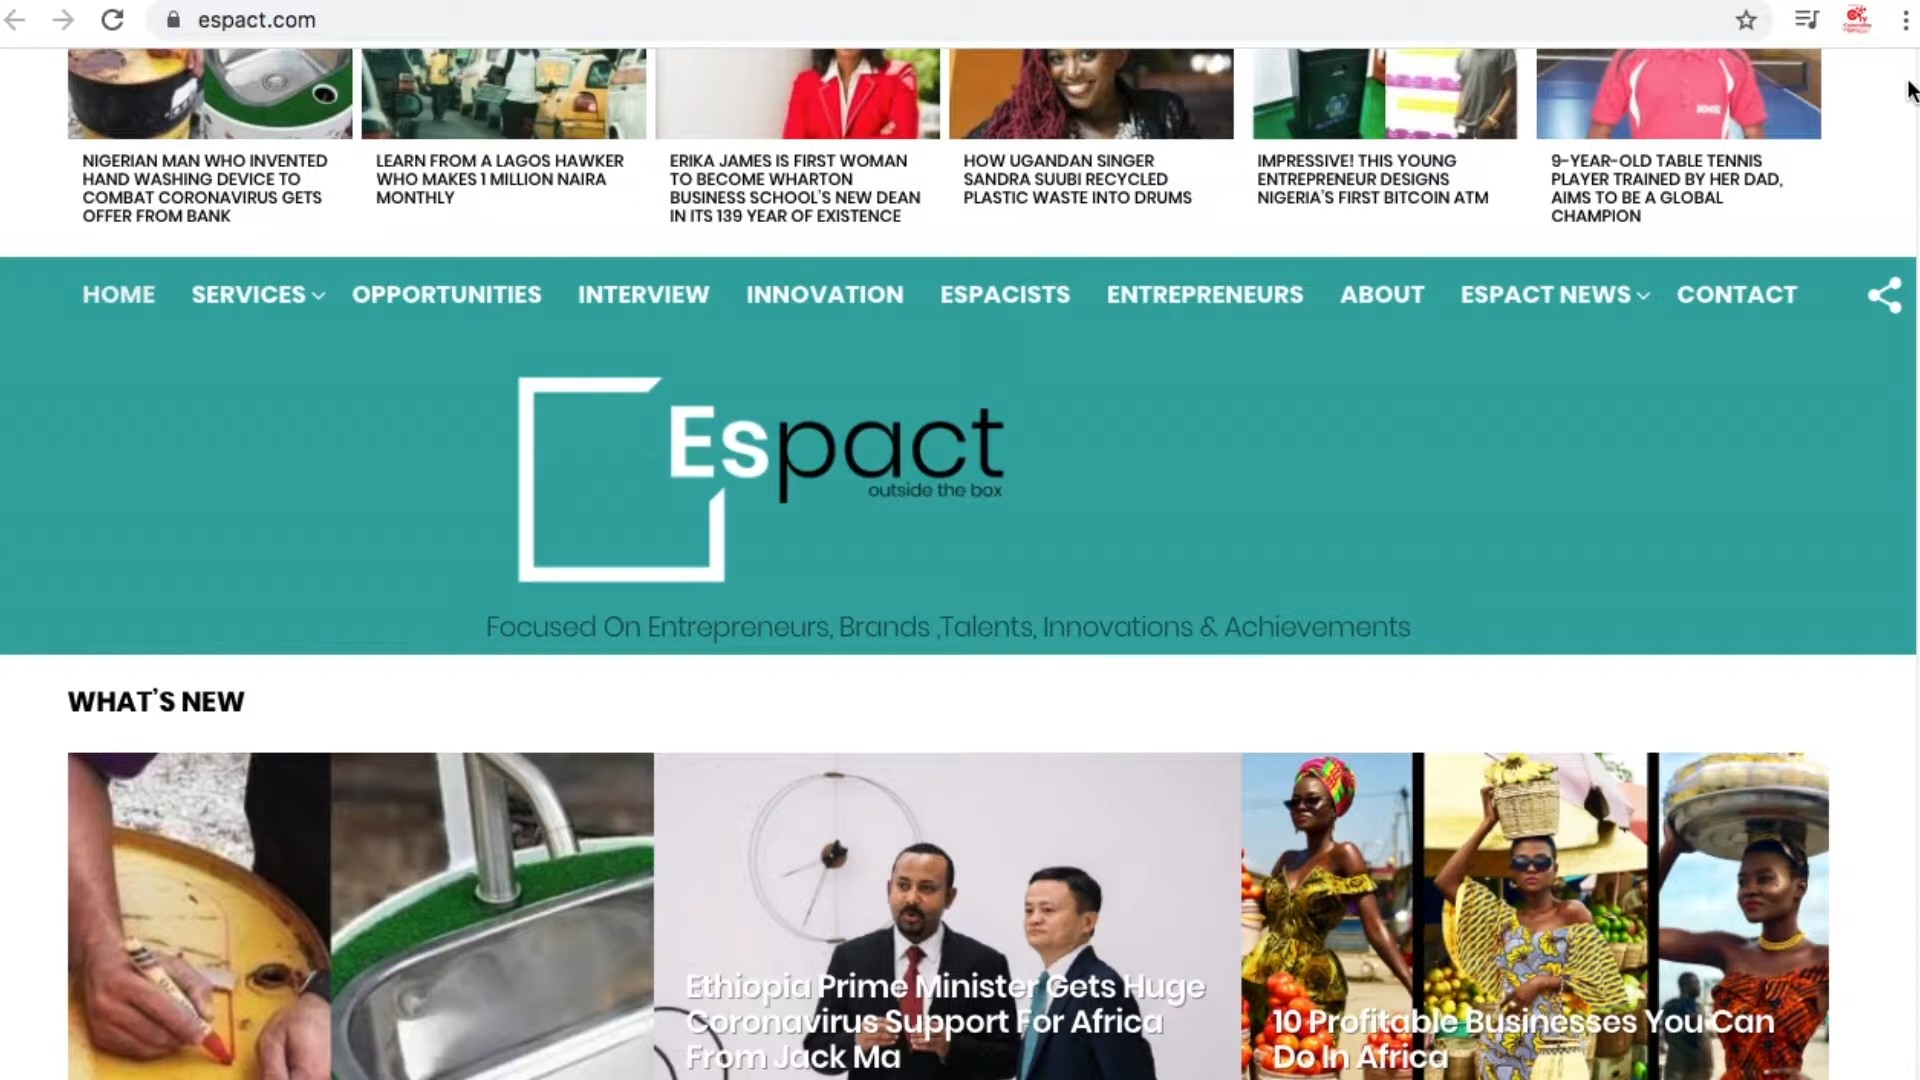 espact.com
NIGERIAN MAN WHO INVENTED
HAND WASHING DEVICE TO
COMBAT CORONAVIRUS GETS
OFFER FROM BANK
LEARN FROM A LAGOS HAWKER
WHO MAKES 1 MILLION NAIRA
MONTHLY
ERIKA JAMES IS FIRST WOMAN
TO BECOME WHARTON
BUSINESS SCHOOL'S NEW DEAN
IN ITS 139 YEAR OF EXISTENCE
HOW UGANDAN SINGER
SANDRA SUUBI RECYCLED
PLASTIC WASTE INTO DRUMS
IMPRESSIVE! THIS YOUNG
ENTREPRENEUR DESIGNS
NIGERIA'S FIRST BITCOIN ATM
9-YEAR-OLD TABLE TENNIS
PLAYER TRAINED BY HER DAD,
AIMS TO BE A GLOBAL
CHAMPION
HOME SERVICES OPPORTUNITIES INTERVIEW INNOVATION ESPACISTS ENTREPRENEURS ABOUT ESPACT NEWS CONTACT
Espact
outside the box
Focused On Entrepreneurs, Brands ,Talents, Innovations & Achievements
WHAT'S NEW
Ethiopia Prime Minister Gets Huge
Coronavirus Support For Africa
From Jack Ma
10 Profitable Businesses You Can
Do In Africa